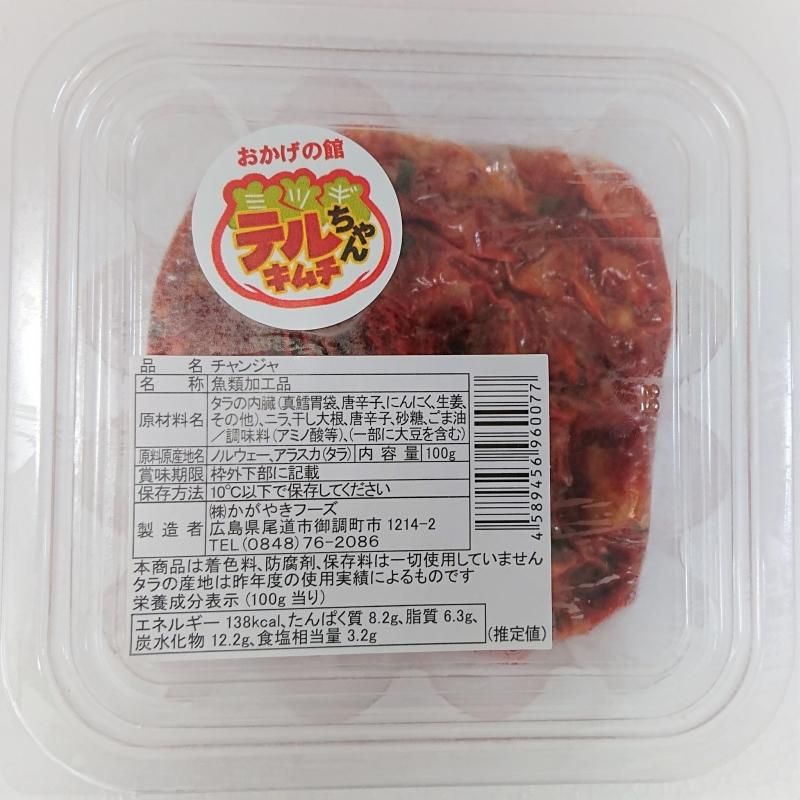 おかげの館
ミツギ
テルちゃん
キムチ
品名 チャンジャ
名称 魚類加工品
原材料名 タラの内臓(真鱈胃袋、唐辛子、にんにく、生姜、
その他)、ニラ、干し大根、唐辛子、砂糖、ごま油
/調味料(アミノ酸等)、(一部に大豆を含む)
原料原産地名 ノルウェー、アラスカ(タラ) 内容量 100g
賞味期限 枠外下部に記載
保存方法 10℃以下で保存してください
製造者 ㈱かがやきフーズ
広島県尾道市御調町市 1214-2
TEL(0848)76-2086
本商品は着色料、防腐剤、保存料は一切使用していません
タラの産地は昨年度の使用実績によるものです
栄養成分表示(100g当り)
エネルギー 138kcal、たんぱく質 8.2g、脂質 6.3g、
炭水化物 12.2g、食塩相当量 3.2g
(推定値)
4589456960077